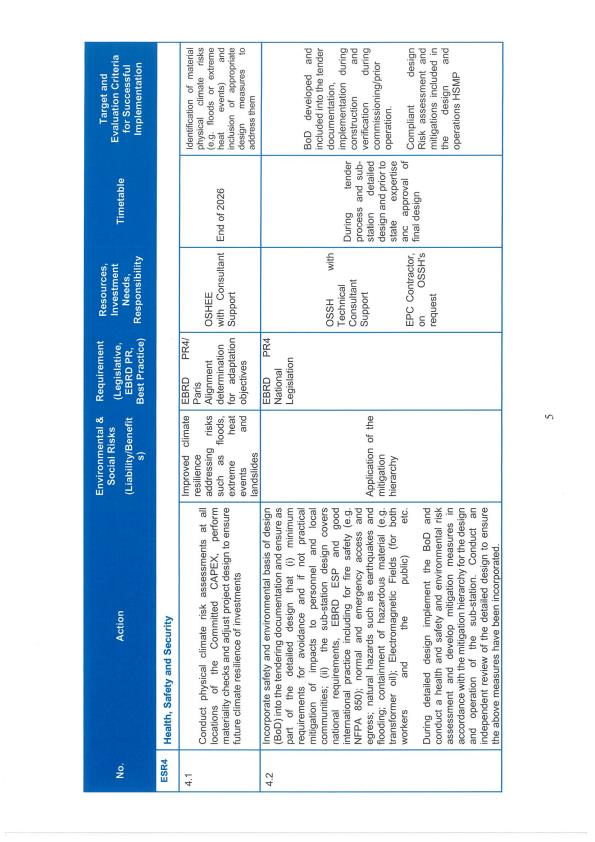 No.
Action
Environmental &
Social Risks
(Liability/Benefit
s)
Requirement
(Legislative,
EBRD PR,
Best Practice)
Resources,
Investment
Needs,
Responsibility
Timetable
Target and
Evaluation Criteria
for Successful
Implementation
ESR4
Health, Safety and Security
4.1
Conduct physical climate risk assessments at all
locations of the Committed CAPEX, perform
materiality checks and adjust project design to ensure
future climate resilience of investments
Improved climate
resilience
addressing risks
such as floods,
extreme heat
events and
landslides
EBRD PR4/
Paris
Alignment
determination
for adaptation
objectives
OSHEE
with Consultant
Support
End of 2026
Identification of material
physical climate risks
(e.g. floods or extreme
heat events) and
inclusion of appropriate
design measures to
address them
4.2
Incorporate safety and environmental basis of design
(BoD) into the tendering documentation and ensure as
part of the detailed design that (i) minimum
requirements for avoidance and if not practical
mitigation of impacts to personnel and local
communities; (ii) the sub-station design covers
national requirements, EBRD ESP and good
international practice including for fire safety (e.g.
NFPA 850); normal and emergency access and
egress; natural hazards such as earthquakes and
flooding; containment of hazardous material (e.g.
transformer oil); Electromagnetic Fields (for both
workers and the public) etc.
During detailed design implement the BoD and
conduct a health and safety and environmental risk
assessment and develop mitigation measures in
accordance with the mitigation hierarchy for the design
and operation of the sub-station. Conduct an
independent review of the detailed design to ensure
the above measures have been incorporated.
Application of the
mitigation
hierarchy
EBRD PR4
National
Legislation
OSSH with
Technical
Consultant
Support
EPC Contractor,
on OSSH's
request
During tender
process and sub-
station detailed
design and prior to
state expertise
anc approval of
final design
BoD developed and
included into the tender
documentation,
implementation during
construction and
verification during
commissioning/prior
operation.
Compliant design
Risk assessment and
mitigations included in
the design and
operations HSMP
5